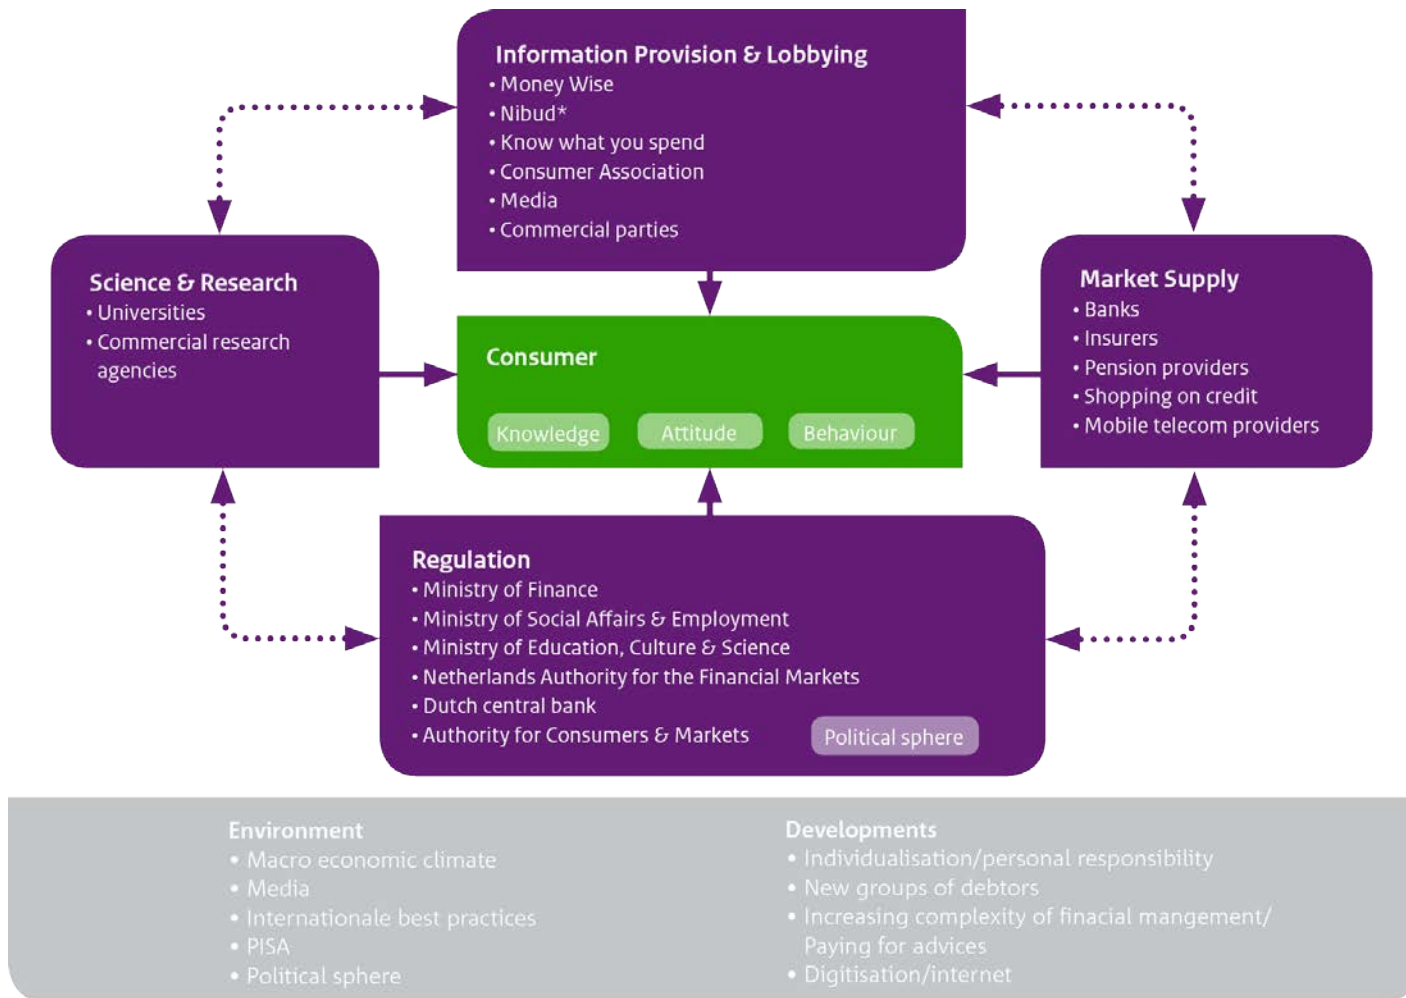 Information Provision & Lobbying
• Money Wise
• Nibud*
• Know what you spend
• Consumer Association
• Media
• Commercial parties
Science & Research
• Universities
• Commercial research
agencies
Market Supply
• Banks
• Insurers
• Pension providers
• Shopping on credit
• Mobile telecom providers
Consumer
Knowledge
Attitude
Behaviour
Regulation
• Ministry of Finance
• Ministry of Social Affairs & Employment
• Ministry of Education, Culture & Science
• Netherlands Authority for the Financial Markets
• Dutch central bank
• Authority for Consumers & Markets
Political sphere
Environment
• Macro economic climate
• Media
• Internationale best practices
• PISA
• Political sphere
Developments
• Individualisation/personal responsibility
• New groups of debtors
• Increasing complexity of finacial mangement/
Paying for advices
• Digitisation/internet